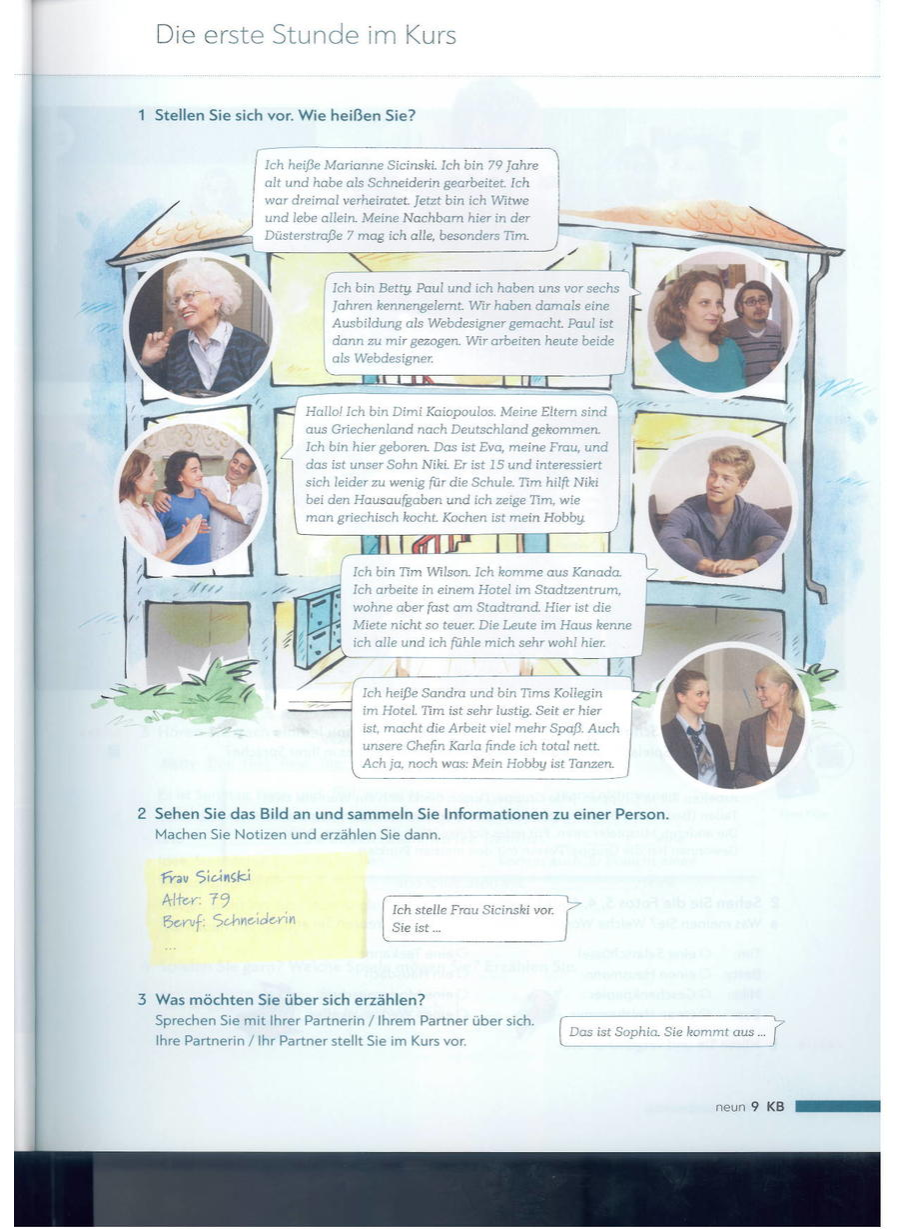 Die erste Stunde im Kurs
1 Stellen Sie sich vor. Wie heißen Sie?
Ich heiße Marianne Sicinski. Ich bin 79 Jahre
alt und habe als Schneiderin gearbeitet. Ich
war dreimal verheiratet. Jetzt bin ich Witwe
und lebe allein. Meine Nachbarn hier in der
Düsterstraße 7 mag ich alle, besonders Tim.
Ich bin Betty. Paul und ich haben uns vor sechs
Jahren kennengelernt. Wir haben damals eine
Ausbildung als Webdesigner gemacht. Paul ist
dann zu mir gezogen. Wir arbeiten heute beide
als Webdesigner.
Hallo! Ich bin Dimi Kaiopoulos. Meine Eltern sind
aus Griechenland nach Deutschland gekommen.
Ich bin hier geboren. Das ist Eva, meine Frau, und
das ist unser Sohn Niki. Er ist 15 und interessiert
sich leider zu wenig für die Schule. Tim hilft Niki
bei den Hausaufgaben und ich zeige Tim, wie
man griechisch kocht. Kochen ist mein Hobby.
Ich bin Tim Wilson. Ich komme aus Kanada.
Ich arbeite in einem Hotel im Stadtzentrum,
wohne aber fast am Stadtrand. Hier ist die
Miete nicht so teuer. Die Leute im Haus kenne
ich alle und ich fühle mich sehr wohl hier.
Ich heiße Sandra und bin Tims Kollegin
im Hotel. Tim ist sehr lustig. Seit er hier
ist, macht die Arbeit viel mehr Spaß. Auch
unsere Chefin Karla finde ich total nett.
Ach ja, noch was: Mein Hobby ist Tanzen.
2 Sehen Sie das Bild an und sammeln Sie Informationen zu einer Person.
Machen Sie Notizen und erzählen Sie dann.
Frau Sicinski
Alter: 79
Beruf: Schneiderin
...
Ich stelle Frau Sicinski vor.
Sie ist ...
3 Was möchten Sie über sich erzählen?
Sprechen Sie mit Ihrer Partnerin / Ihrem Partner über sich.
Ihre Partnerin / Ihr Partner stellt Sie im Kurs vor.
Das ist Sophia. Sie kommt aus ...
neun 9 KB